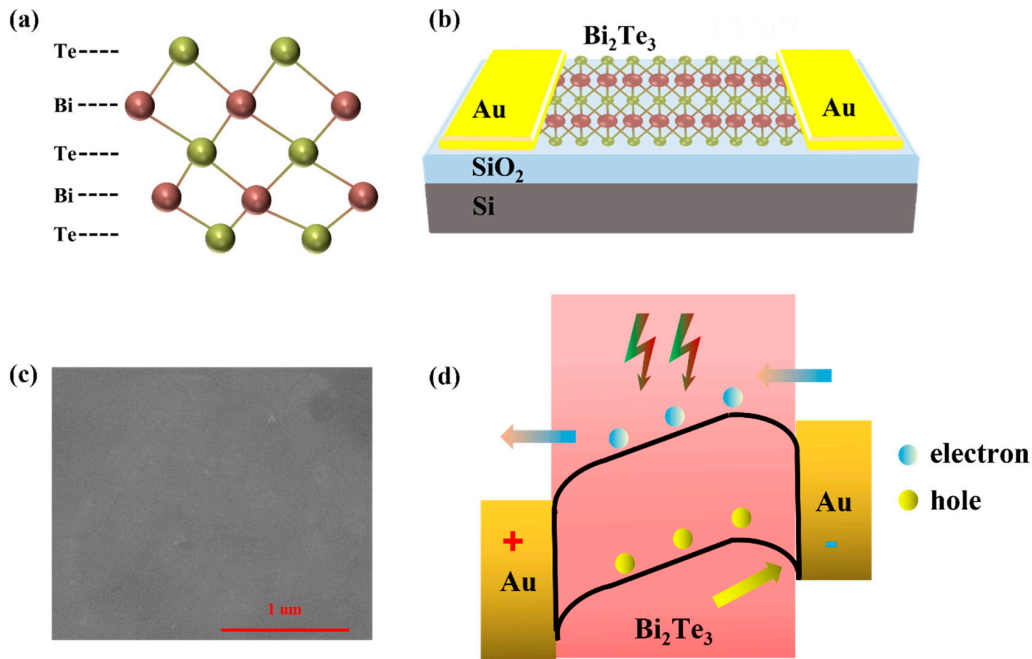 (a)
Te----
Bi ----
Te----
Bi ----
Te----
(b)
Bi₂Te₃
Au
Au
SiO₂
Si
(c)
1 um
(d)
electron
hole
+
Au
Au
-
Bi₂Te₃